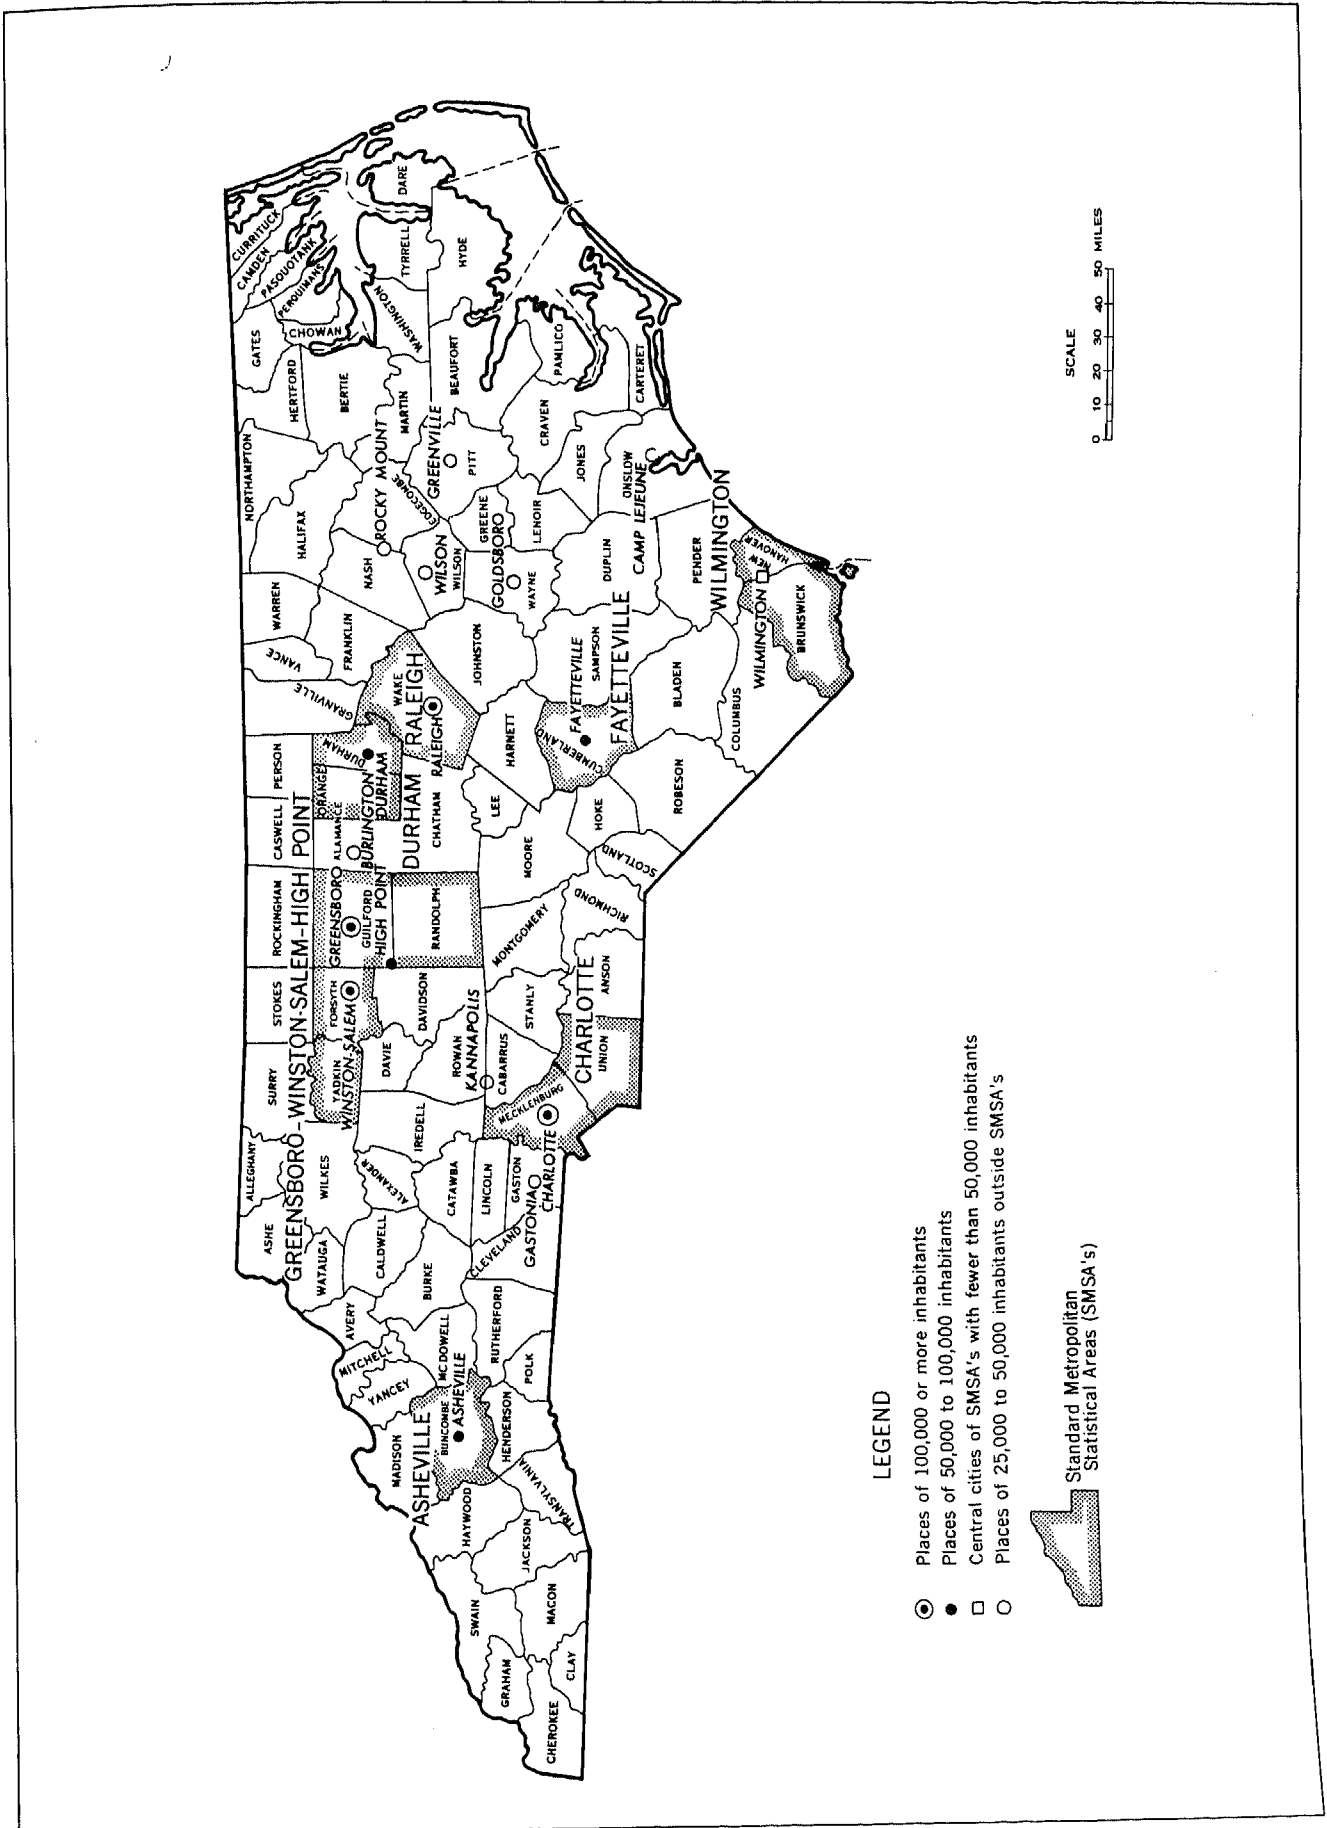 ALLEGHANY
ASHE
SURRY
STOKES
ROCKINGHAM
CASWELL
PERSON
GRANVILLE
VANCE
WARREN
NORTHAMPTON
HALIFAX
HERTFORD
GATES
CURRITUCK
CAMDEN
PASQUOTANK
PERQUIMANS
CHOWAN
GREENSBORO–WINSTON-SALEM–HIGH POINT
WATAUGA
WILKES
YADKIN
FORSYTH
WINSTON-SALEM
GREENSBORO
GUILFORD
HIGH POINT
ALAMANCE
BURLINGTON
ORANGE
DURHAM
DURHAM
DURHAM
FRANKLIN
NASH
ROCKY MOUNT
EDGECOMBE
BERTIE
MARTIN
WASHINGTON
TYRRELL
DARE
MITCHELL
AVERY
YANCEY
MADISON
CALDWELL
ALEXANDER
IREDELL
DAVIE
DAVIDSON
RANDOLPH
CHATHAM
WAKE
RALEIGH
RALEIGH
JOHNSTON
WILSON
WILSON
GREENE
GREENVILLE
PITT
BEAUFORT
HYDE
ASHEVILLE
BUNCOMBE
ASHEVILLE
MC DOWELL
BURKE
CATAWBA
LINCOLN
ROWAN
KANNAPOLIS
CABARRUS
STANLY
MONTGOMERY
MOORE
LEE
HARNETT
GOLDSBORO
WAYNE
LENOIR
CRAVEN
PAMLICO
SWAIN
HAYWOOD
GRAHAM
JACKSON
HENDERSON
TRANSYLVANIA
POLK
RUTHERFORD
CLEVELAND
GASTON
GASTONIA
CHARLOTTE
MECKLENBURG
CHARLOTTE
UNION
ANSON
RICHMOND
SCOTLAND
HOKE
CUMBERLAND
FAYETTEVILLE
FAYETTEVILLE
SAMPSON
DUPLIN
JONES
ONSLOW
CAMP LEJEUNE
CARTERET
CHEROKEE
CLAY
MACON
ROBESON
BLADEN
COLUMBUS
PENDER
WILMINGTON
WILMINGTON
NEW HANOVER
BRUNSWICK
LEGEND
Places of 100,000 or more inhabitants
Places of 50,000 to 100,000 inhabitants
Central cities of SMSA's with fewer than 50,000 inhabitants
Places of 25,000 to 50,000 inhabitants outside SMSA's
Standard Metropolitan
Statistical Areas (SMSA's)
SCALE
0 10 20 30 40 50 MILES